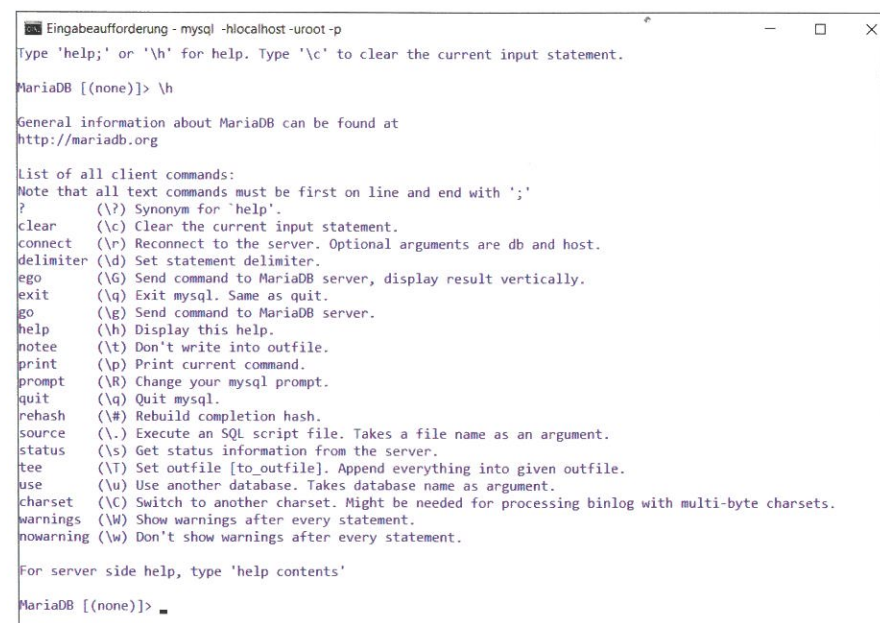 Eingabeaufforderung - mysql -hlocalhost -uroot -p
Type 'help;' or '\h' for help. Type '\c' to clear the current input statement.
MariaDB [(none)]> \h
General information about MariaDB can be found at
http://mariadb.org
List of all client commands:
Note that all text commands must be first on line and end with ';'
? (\?) Synonym for `help'.
clear (\c) Clear the current input statement.
connect (\r) Reconnect to the server. Optional arguments are db and host.
delimiter (\d) Set statement delimiter.
ego (\G) Send command to MariaDB server, display result vertically.
exit (\q) Exit mysql. Same as quit.
go (\g) Send command to MariaDB server.
help (\h) Display this help.
notee (\t) Don't write into outfile.
print (\p) Print current command.
prompt (\R) Change your mysql prompt.
quit (\q) Quit mysql.
rehash (\#) Rebuild completion hash.
source (\.) Execute an SQL script file. Takes a file name as an argument.
status (\s) Get status information from the server.
tee (\T) Set outfile [to_outfile]. Append everything into given outfile.
use (\u) Use another database. Takes database name as argument.
charset (\C) Switch to another charset. Might be needed for processing binlog with multi-byte charsets.
warnings (\W) Show warnings after every statement.
nowarning (\w) Don't show warnings after every statement.
For server side help, type 'help contents'
MariaDB [(none)]>